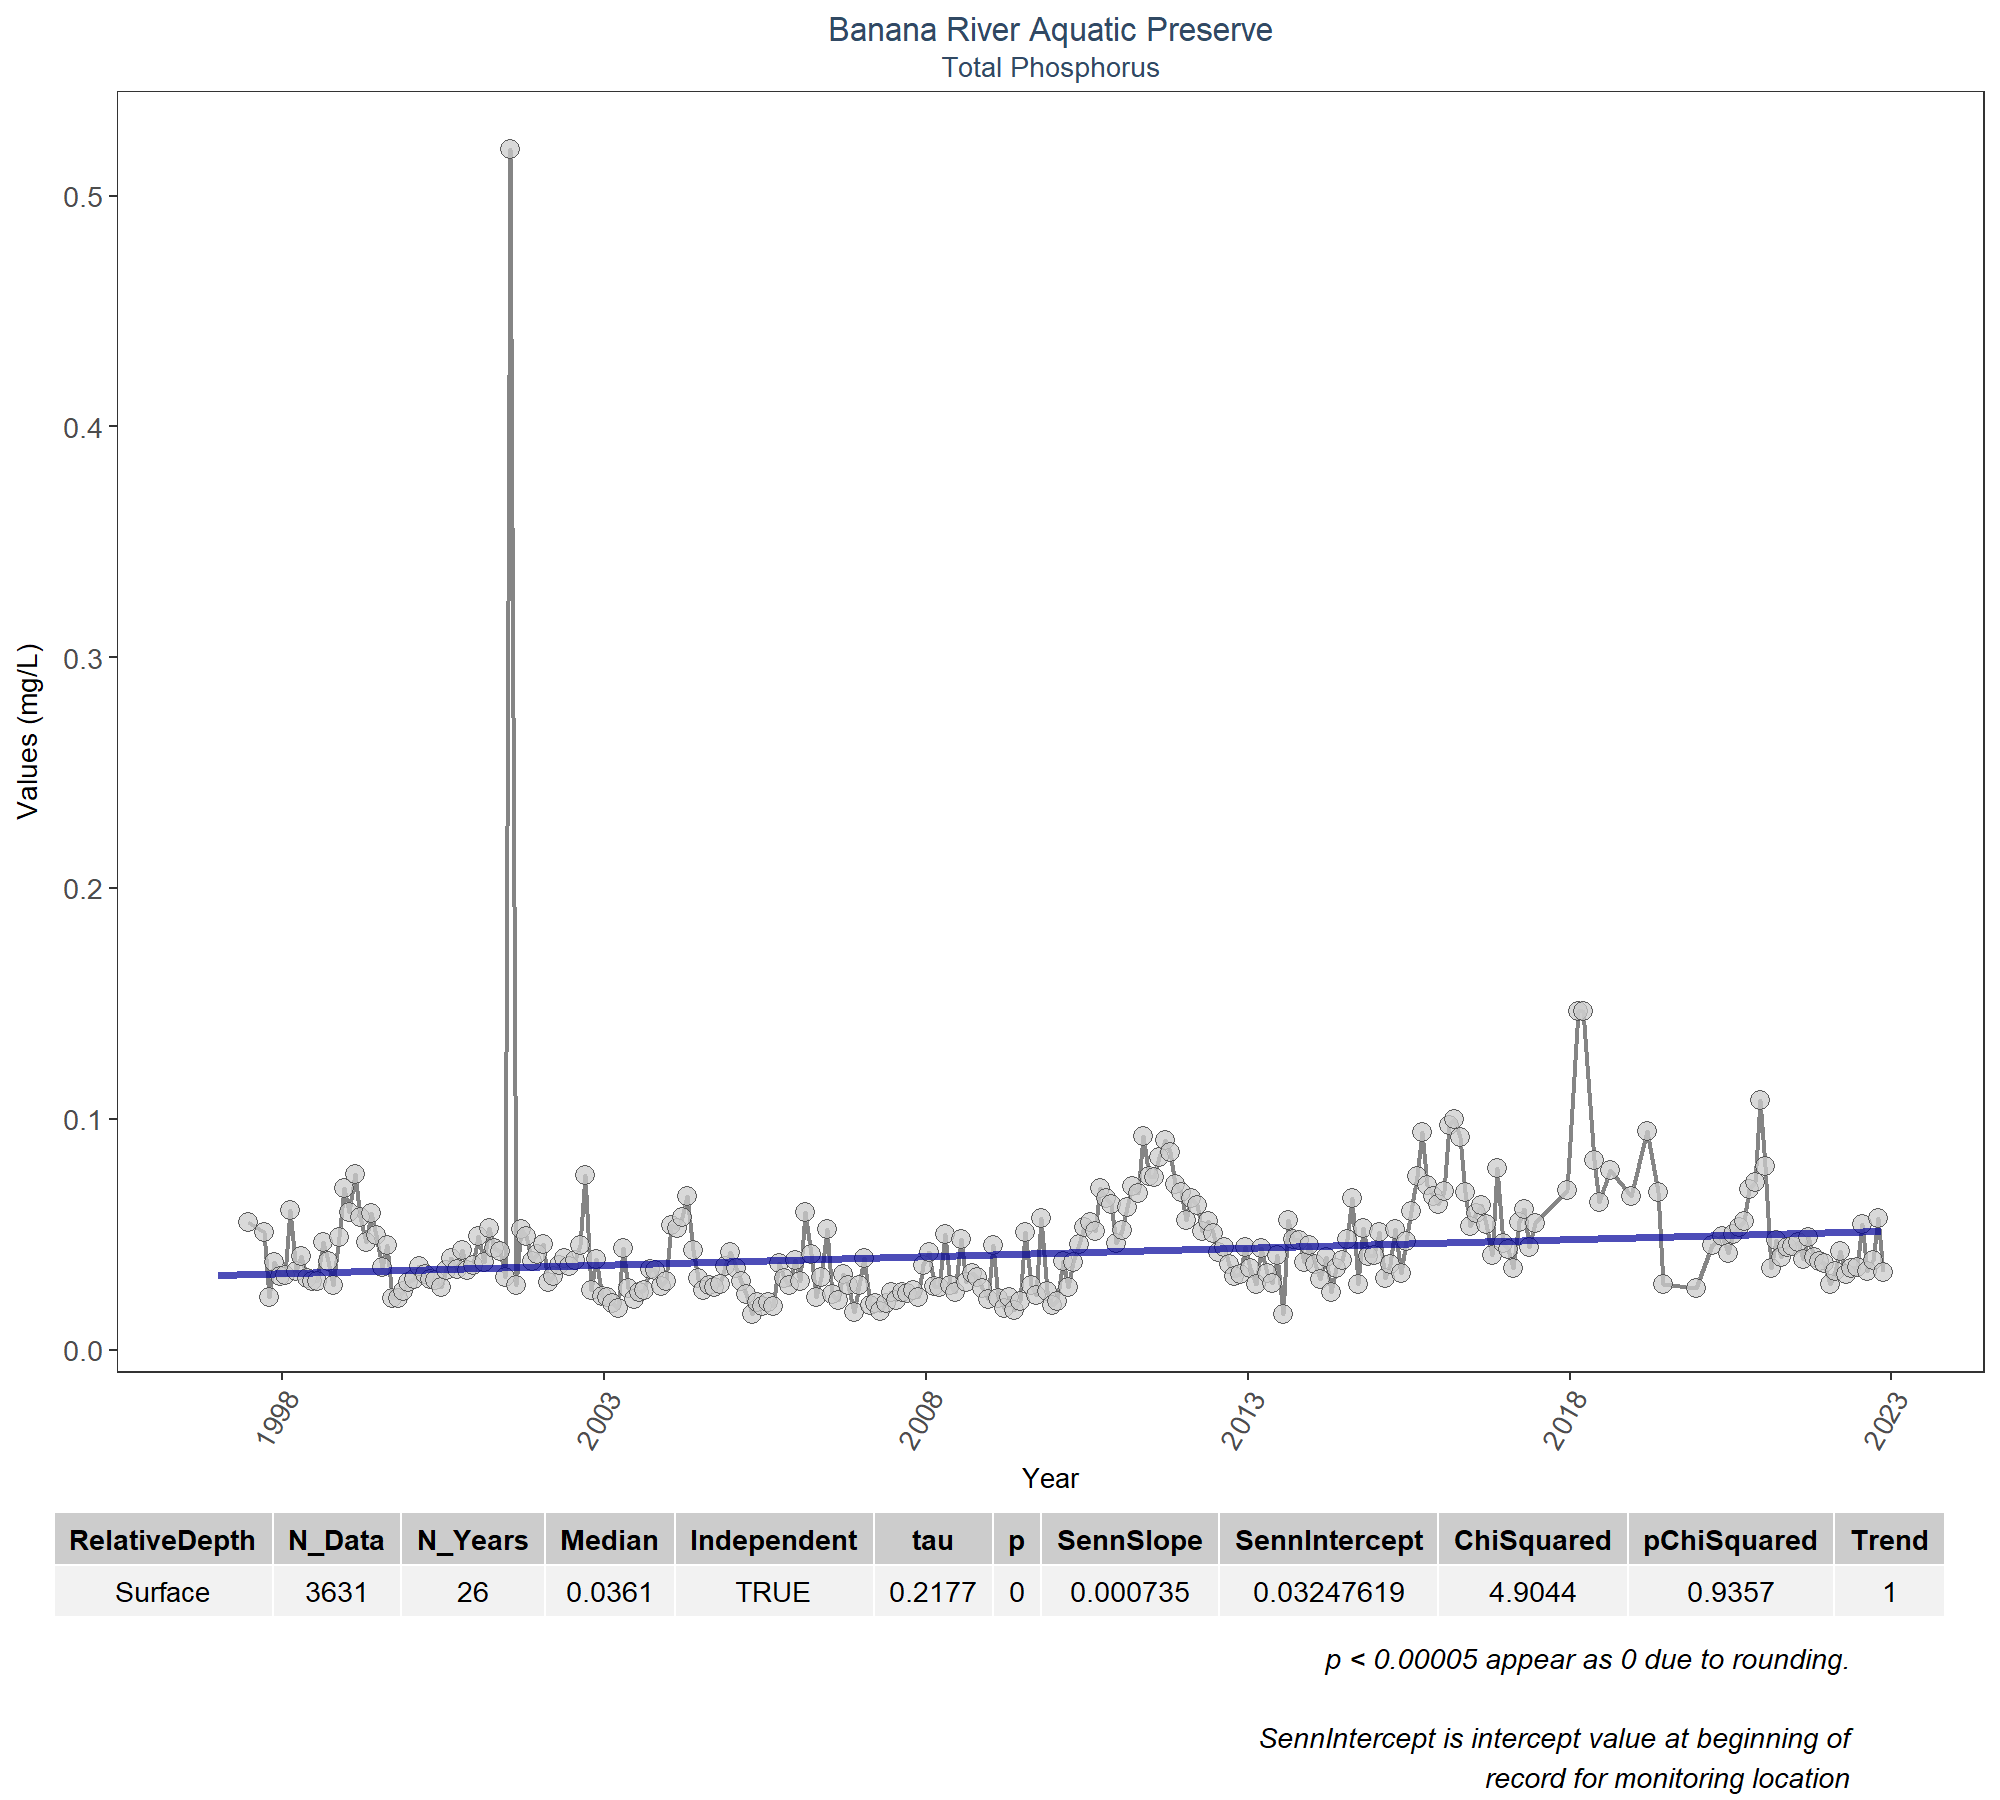 Banana River Aquatic Preserve
Total Phosphorus
Values (mg/L)
0.5
0.4
0.3
0.2
0.1
0.0
1998 2003 2008 2013 2018 2023
Year
RelativeDepth N_Data N_Years Median Independent tau p SennSlope SennIntercept ChiSquared pChiSquared Trend
Surface 3631 26 0.0361 TRUE 0.2177 0 0.000735 0.03247619 4.9044 0.9357 1
p < 0.00005 appear as 0 due to rounding.
SennIntercept is intercept value at beginning of
record for monitoring location